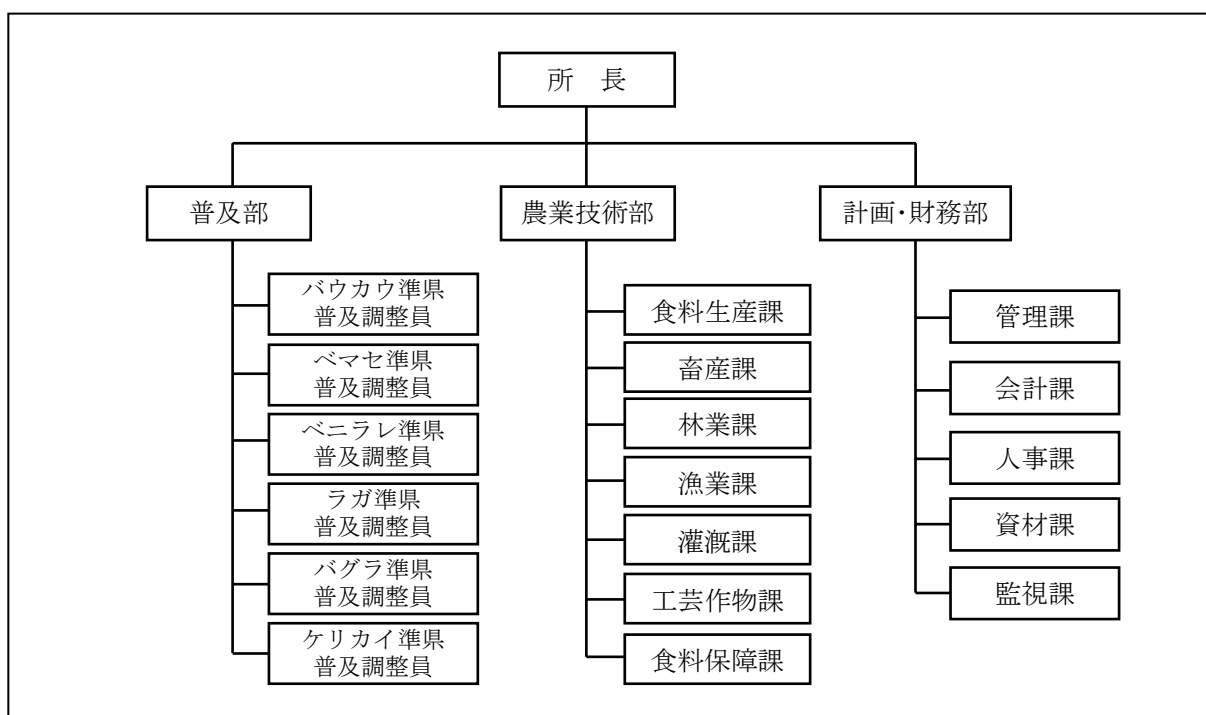 所　長
普及部
農業技術部
計画・財務部
バウカウ準県
普及調整員
ベマセ準県
普及調整員
ベニラレ準県
普及調整員
ラガ準県
普及調整員
バグラ準県
普及調整員
ケリカイ準県
普及調整員
食料生産課
畜産課
林業課
漁業課
灌漑課
工芸作物課
食料保障課
管理課
会計課
人事課
資材課
監視課